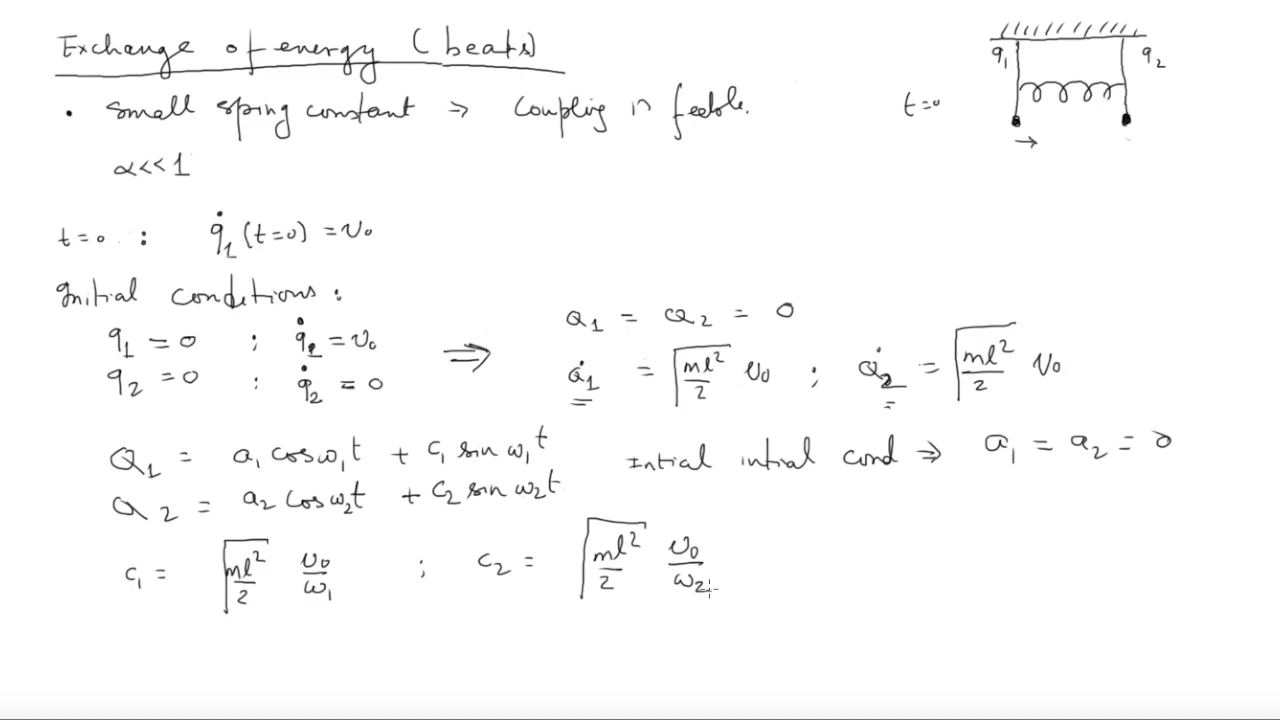 Exchange of energy (beats)
q₁ q₂
• small sping constant ⇒ Coupling is feeble.
t=0
α<<1
t=0 : q̇₁(t=0) = v₀
Initial conditions:
q₁ = 0 ; q̇₁ = v₀
q₂ = 0 : q̇₂ = 0
⇒ Q₁ = Q₂ = 0
Q̇₁ = √(ml²/2) v₀ ; Q̇₂ = √(ml²/2) v₀
Q₁ = a₁ cos ω₁t + c₁ sin ω₁t
Q₂ = a₂ cos ω₂t + c₂ sin ω₂t
Intial intial cond ⇒ a₁ = a₂ = 0
c₁ = √(ml²/2) v₀/ω₁ ; c₂ = √(ml²/2) v₀/ω₂